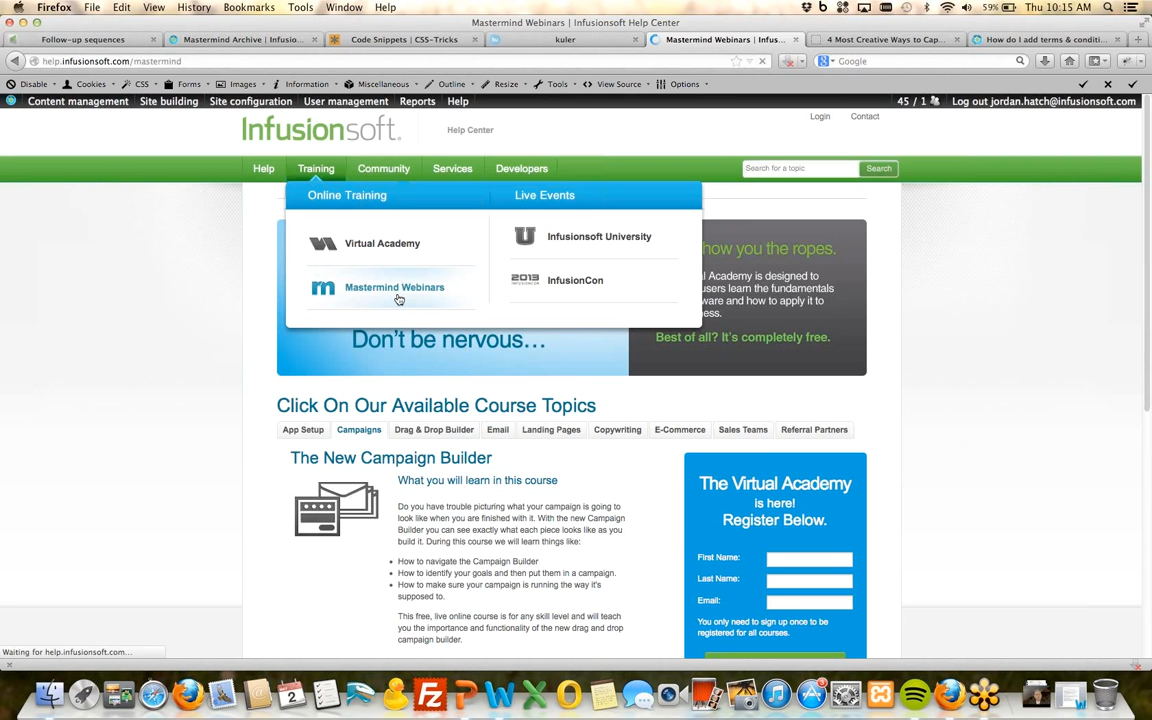 Firefox File Edit View History Bookmarks Tools Window Help 59% Thu 10:15 AM
Mastermind Webinars | Infusionsoft Help Center
Follow-up sequences Mastermind Archive | Infusio... Code Snippets | CSS-Tricks kuler Mastermind Webinars | Infus... 4 Most Creative Ways to Cap... How do I add terms & conditi...
help.infusionsoft.com/mastermind Google
Disable Cookies CSS Forms Images Information Miscellaneous Outline Resize Tools View Source Options
Content management Site building Site configuration User management Reports Help 45 / 1 Log out jordan.hatch@infusionsoft.com
Infusionsoft. Help Center Login Contact
Help Training Community Services Developers Search for a topic Search
Online Training Live Events
Virtual Academy Infusionsoft University
Mastermind Webinars 2013 InfusionCon
how you the ropes.
Academy is designed to
users learn the fundamentals
ware and how to apply it to
ness.
Don't be nervous... Best of all? It's completely free.
Click On Our Available Course Topics
App Setup Campaigns Drag & Drop Builder Email Landing Pages Copywriting E-Commerce Sales Teams Referral Partners
The New Campaign Builder
What you will learn in this course
Do you have trouble picturing what your campaign is going to
look like when you are finished with it. With the new Campaign
Builder you can see exactly what each piece looks like as you
build it. During this course we will learn things like:
How to navigate the Campaign Builder
How to identify your goals and then put them in a campaign.
How to make sure your campaign is running the way it's
supposed to.
This free, live online course is for any skill level and will teach
you the importance and functionality of the new drag and drop
campaign builder.
The Virtual Academy
is here!
Register Below.
First Name:
Last Name:
Email:
You only need to sign up once to be
registered for all courses.
Waiting for help.infusionsoft.com...